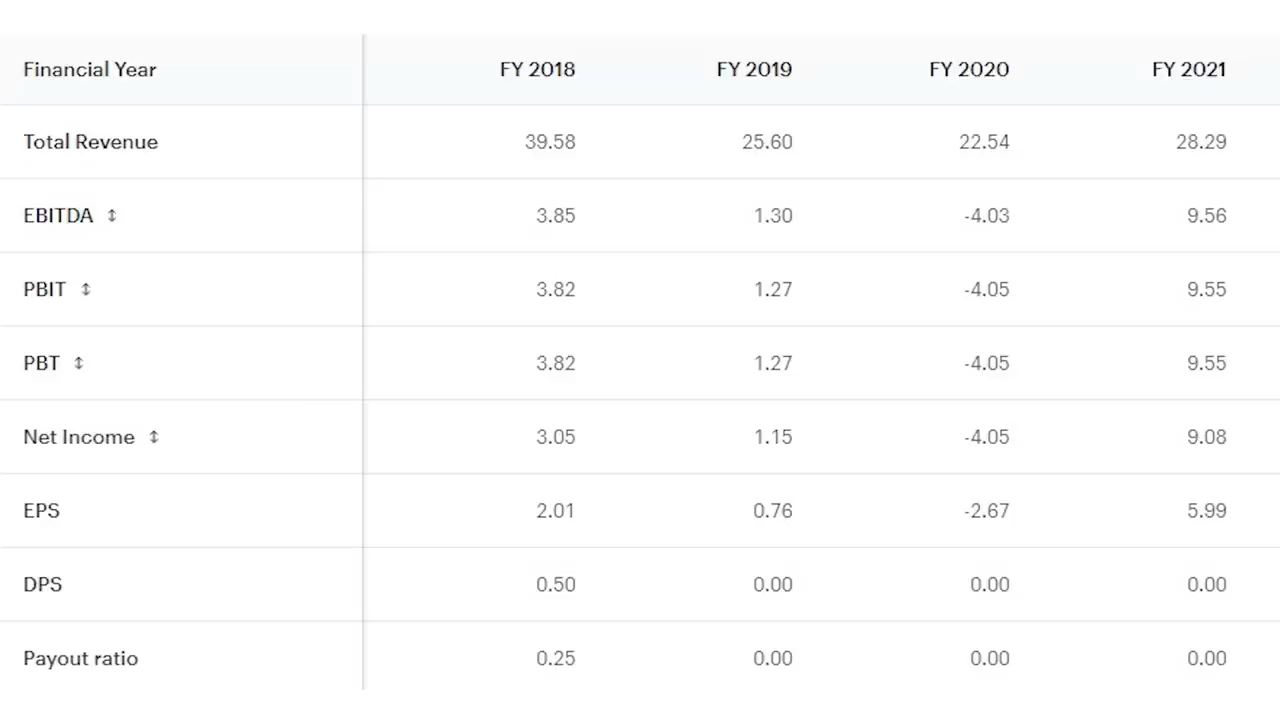 Financial Year FY 2018 FY 2019 FY 2020 FY 2021
Total Revenue 39.58 25.60 22.54 28.29
EBITDA 3.85 1.30 -4.03 9.56
PBIT 3.82 1.27 -4.05 9.55
PBT 3.82 1.27 -4.05 9.55
Net Income 3.05 1.15 -4.05 9.08
EPS 2.01 0.76 -2.67 5.99
DPS 0.50 0.00 0.00 0.00
Payout ratio 0.25 0.00 0.00 0.00